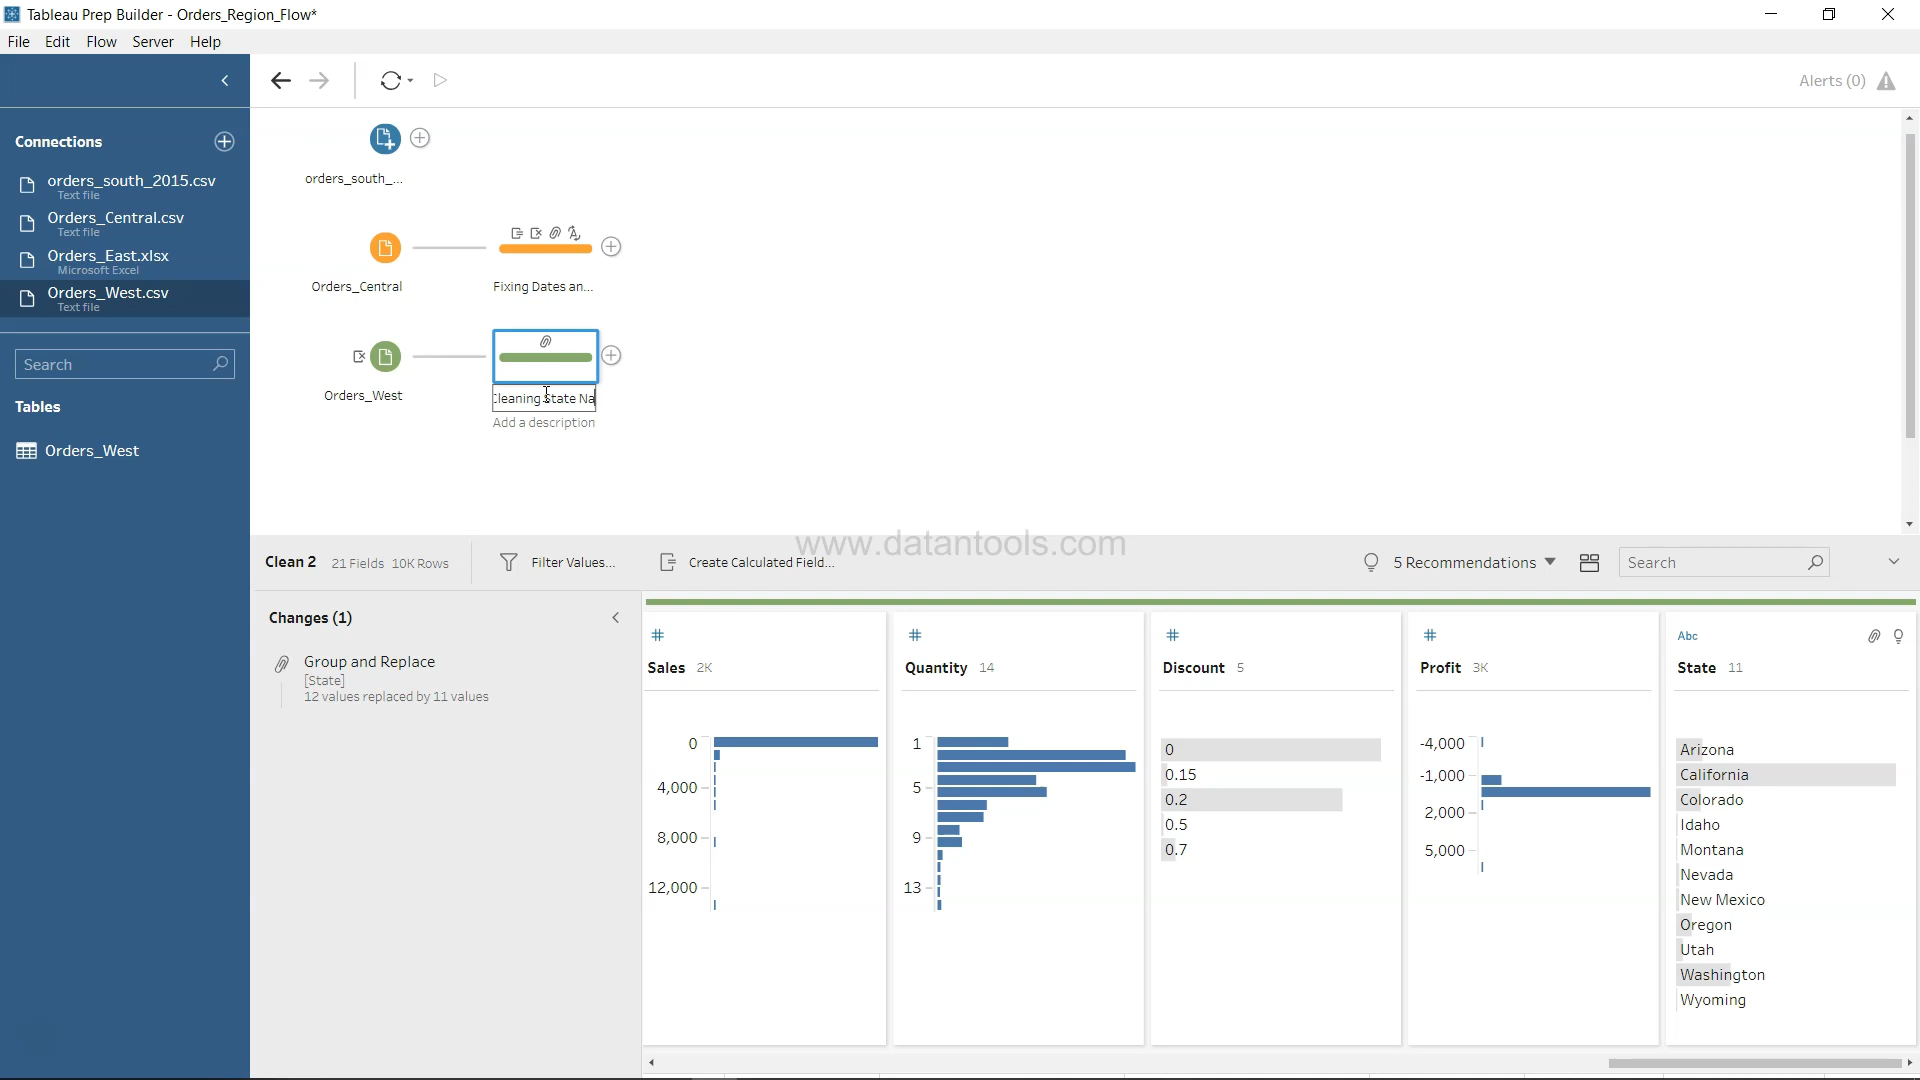 Tableau Prep Builder - Orders_Region_Flow*
File Edit Flow Server Help
Alerts (0)
Connections
orders_south_2015.csv
Text file
Orders_Central.csv
Text file
Orders_East.xlsx
Microsoft Excel
Orders_West.csv
Text file
Search
Tables
Orders_West
orders_south_...
Orders_Central
Fixing Dates an...
Orders_West
Cleaning State Na
Add a description
www.datantools.com
Clean 2 21 Fields 10K Rows
Filter Values...
Create Calculated Field...
5 Recommendations
Search
Changes (1)
Group and Replace
[State]
12 values replaced by 11 values
#
Sales 2K
0
4,000
8,000
12,000
#
Quantity 14
1
5
9
13
#
Discount 5
0
0.15
0.2
0.5
0.7
#
Profit 3K
-4,000
-1,000
2,000
5,000
Abc
State 11
Arizona
California
Colorado
Idaho
Montana
Nevada
New Mexico
Oregon
Utah
Washington
Wyoming